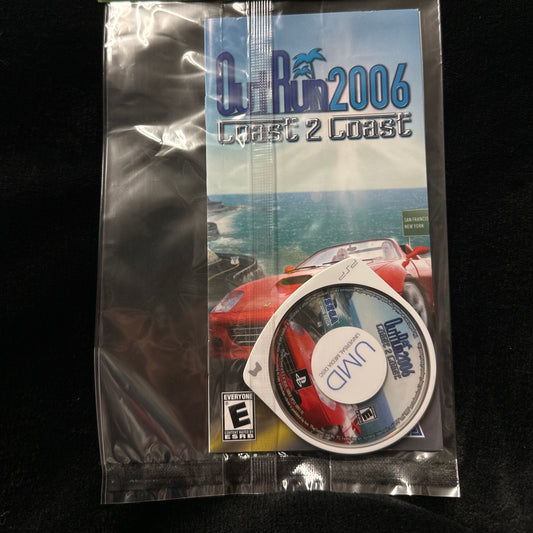 OutRun2006
Coast 2 Coast
SAN FRANCIS
NEW YORK
PSP
SEGA
OutRun2006
Coast 2 Coast
UMD
UNIVERSAL MEDIA DISC
E
EVERYONE
E
CONTENT RATED BY
ESRB